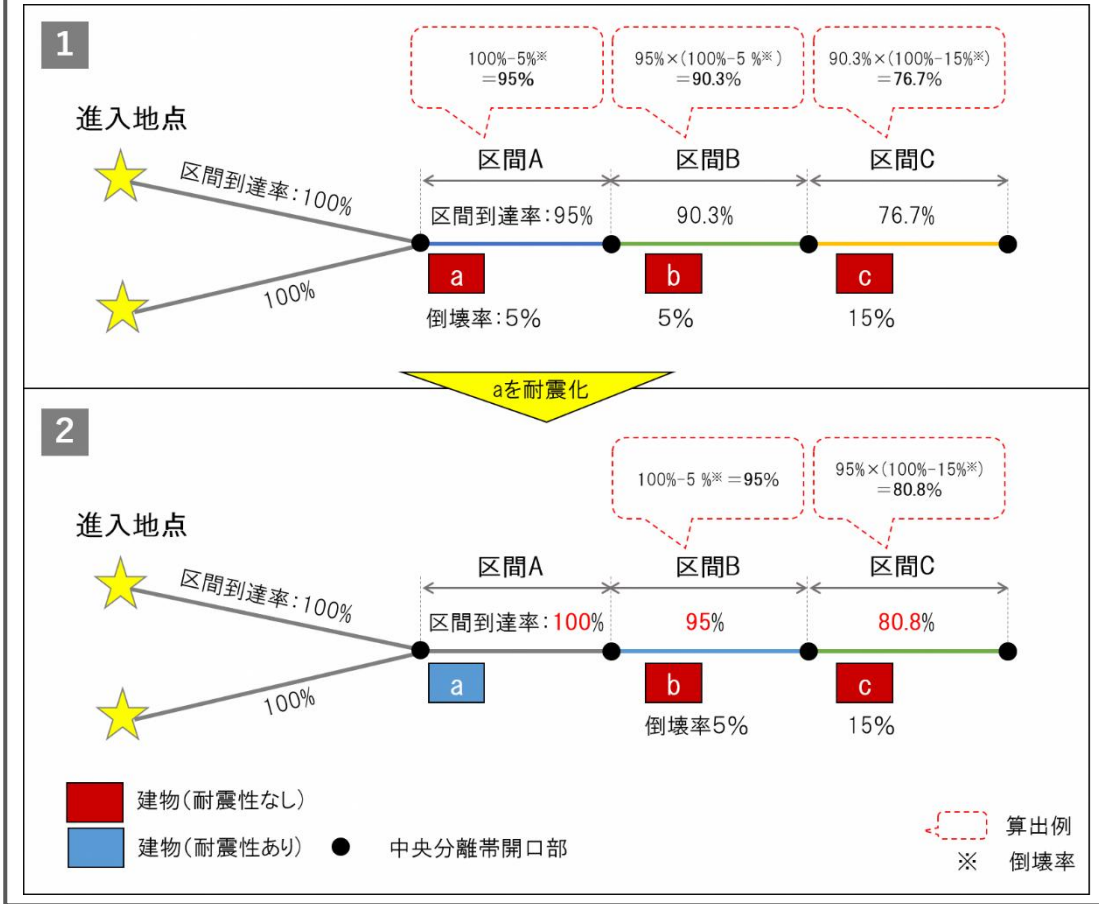 1
100%-5%※
=95%
95%×(100%-5 %※)
=90.3%
90.3%×(100%-15%※)
=76.7%
進入地点
区間A
区間B
区間C
区間到達率:100%
区間到達率:95%
90.3%
76.7%
100%
a
b
c
倒壊率:5%
5%
15%
aを耐震化
2
100%-5 %※ =95%
95%×(100%-15%※)
=80.8%
進入地点
区間A
区間B
区間C
区間到達率:100%
区間到達率:100%
95%
80.8%
100%
a
b
c
倒壊率5%
15%
建物(耐震性なし)
建物(耐震性あり)
中央分離帯開口部
算出例
※ 倒壊率